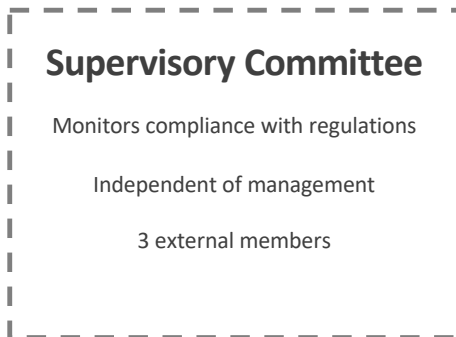 Supervisory Committee
Monitors compliance with regulations
Independent of management
3 external members